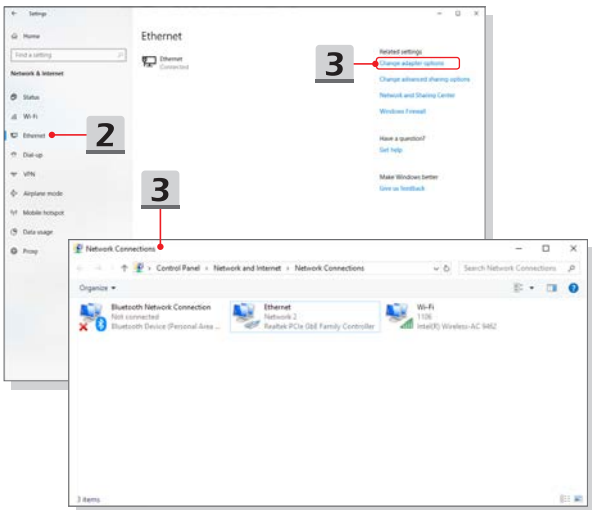 Settings
Home
Find a setting
Network & Internet
Status
Wi-Fi
Ethernet
Dial-up
VPN
Airplane mode
Mobile hotspot
Data usage
Proxy
2
Ethernet
Ethernet
Connected
3
Related settings
Change adapter options
Change advanced sharing options
Network and Sharing Center
Windows Firewall
Have a question?
Get help
Make Windows better
Give us feedback
3
Network Connections
Control Panel › Network and Internet › Network Connections
Search Network Connections
Organize
Bluetooth Network Connection
Not connected
Bluetooth Device (Personal Area ...
Ethernet
Network 2
Realtek PCIe GbE Family Controller
Wi-Fi
1106
Intel(R) Wireless-AC 9462
3 items